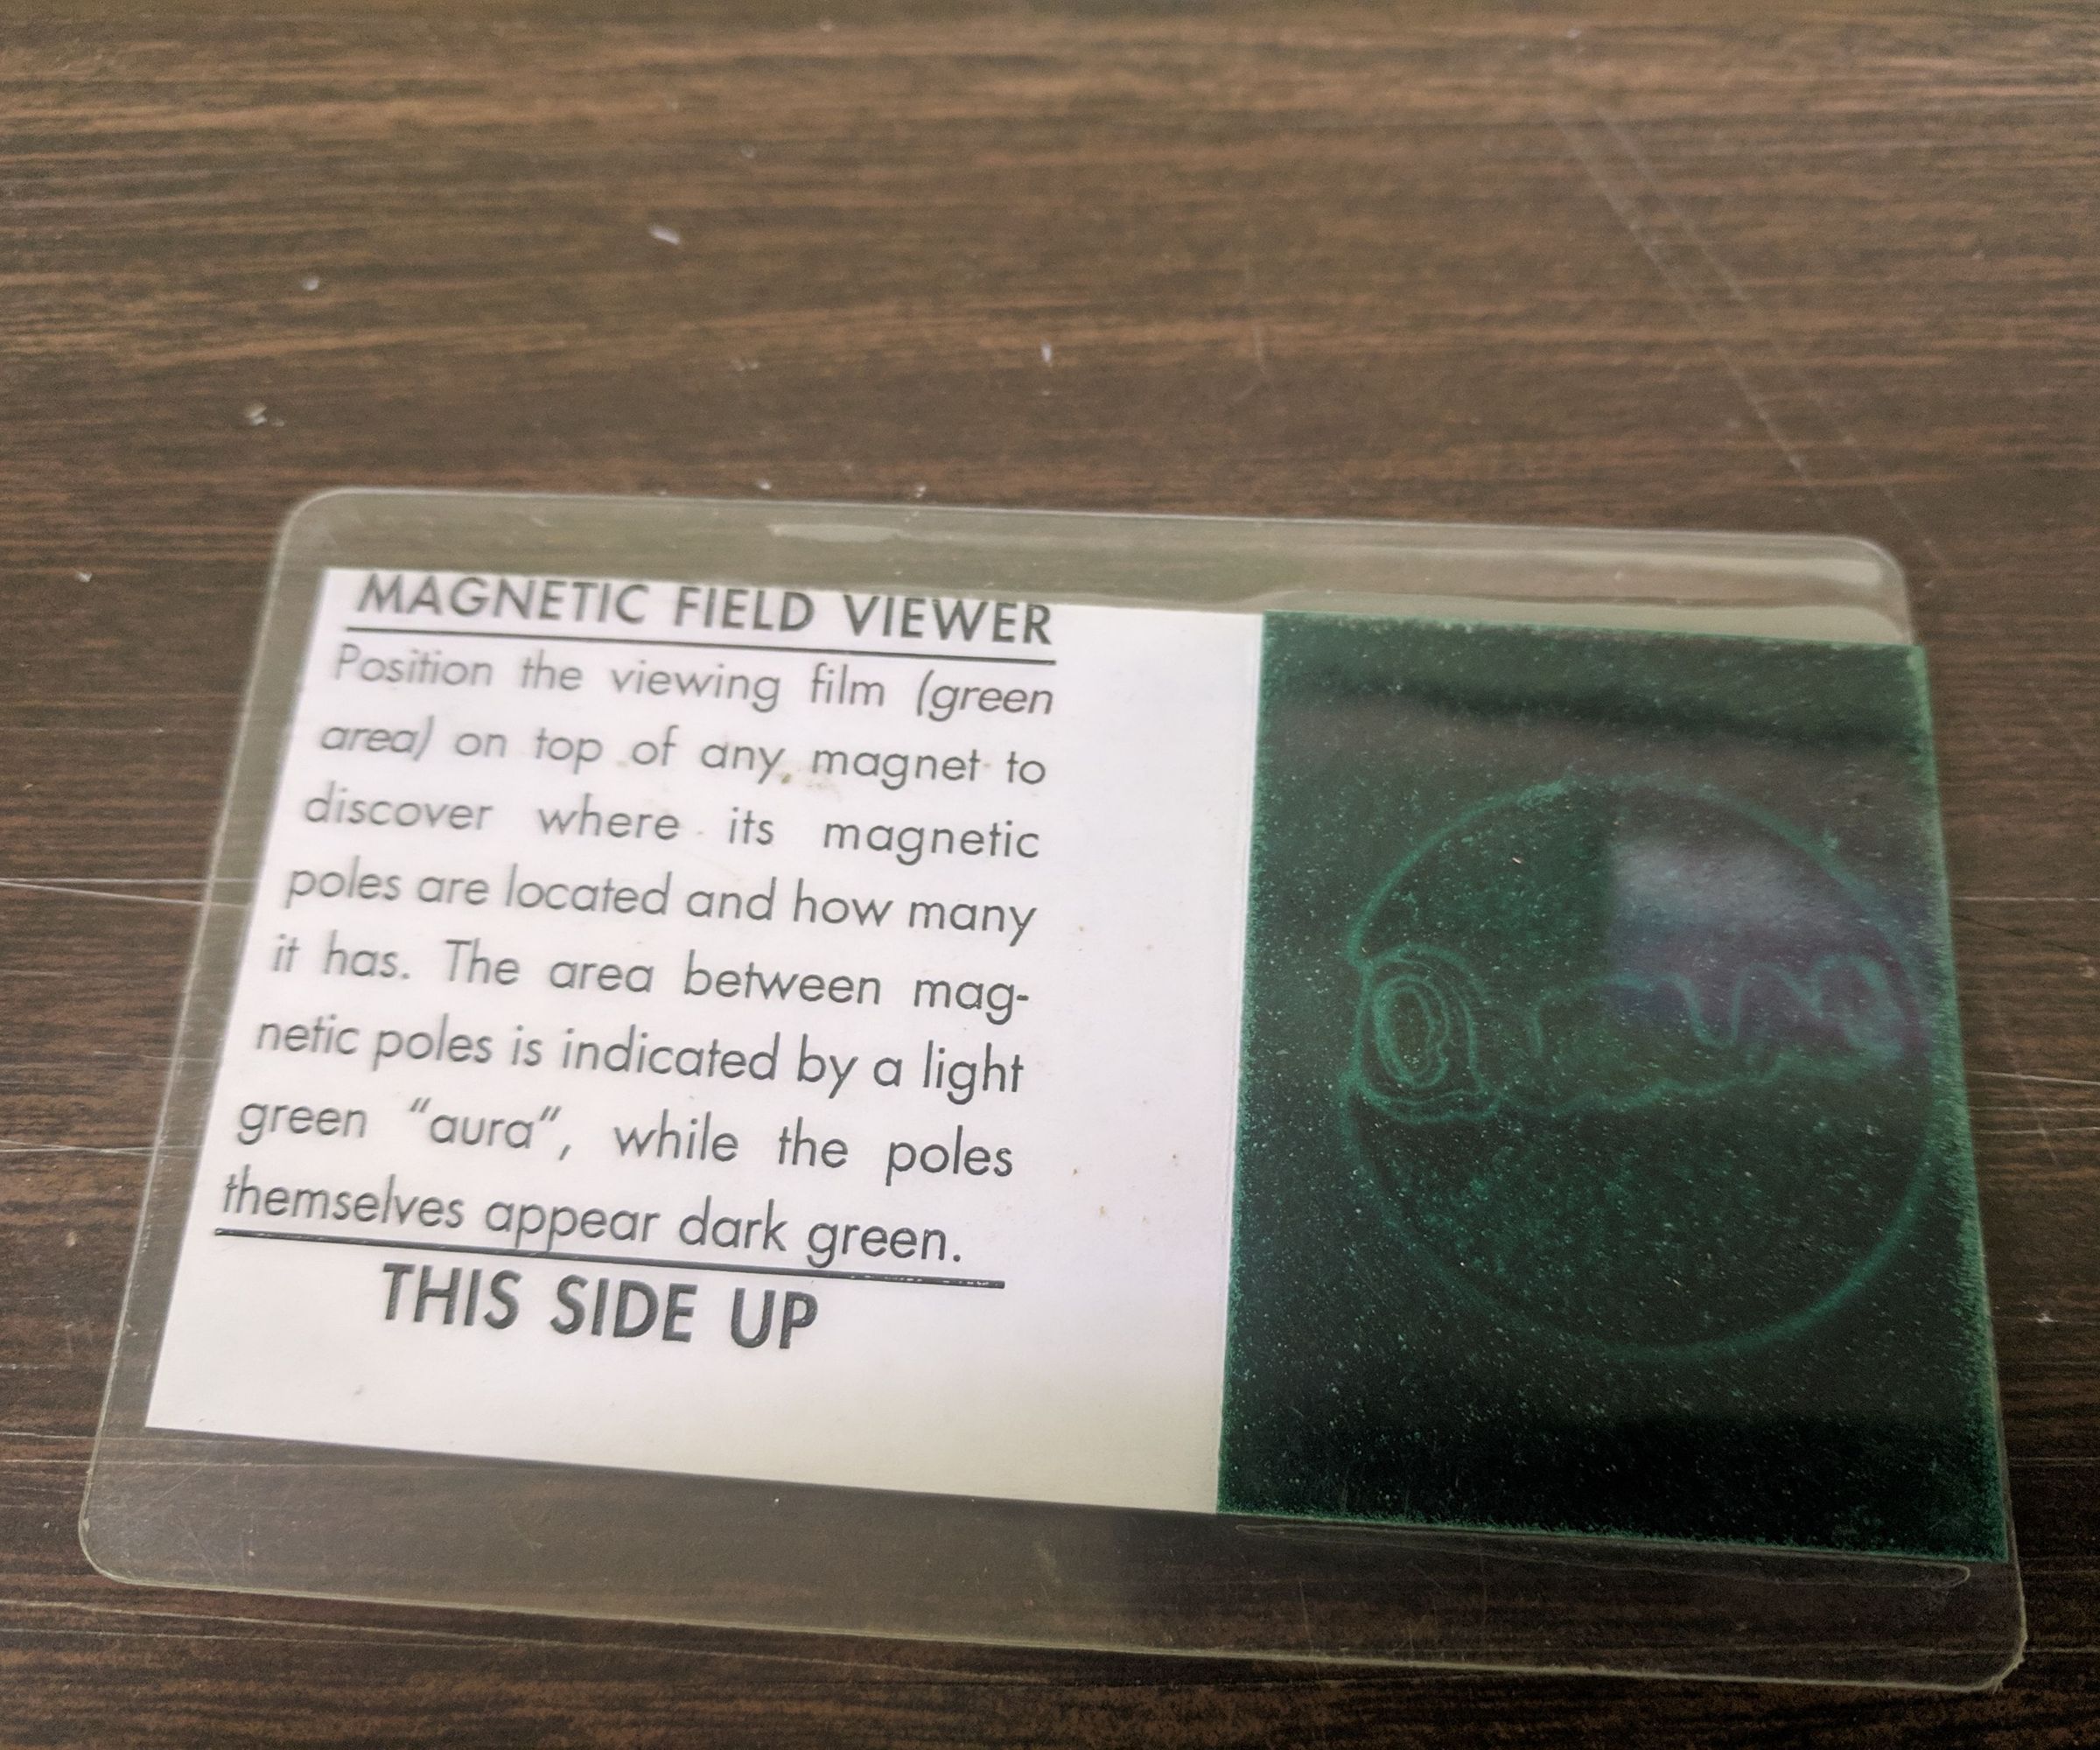 MAGNETIC FIELD VIEWER
Position the viewing film (green
area) on top of any magnet to
discover where its magnetic
poles are located and how many
it has. The area between mag-
netic poles is indicated by a light
green "aura", while the poles
themselves appear dark green.
THIS SIDE UP